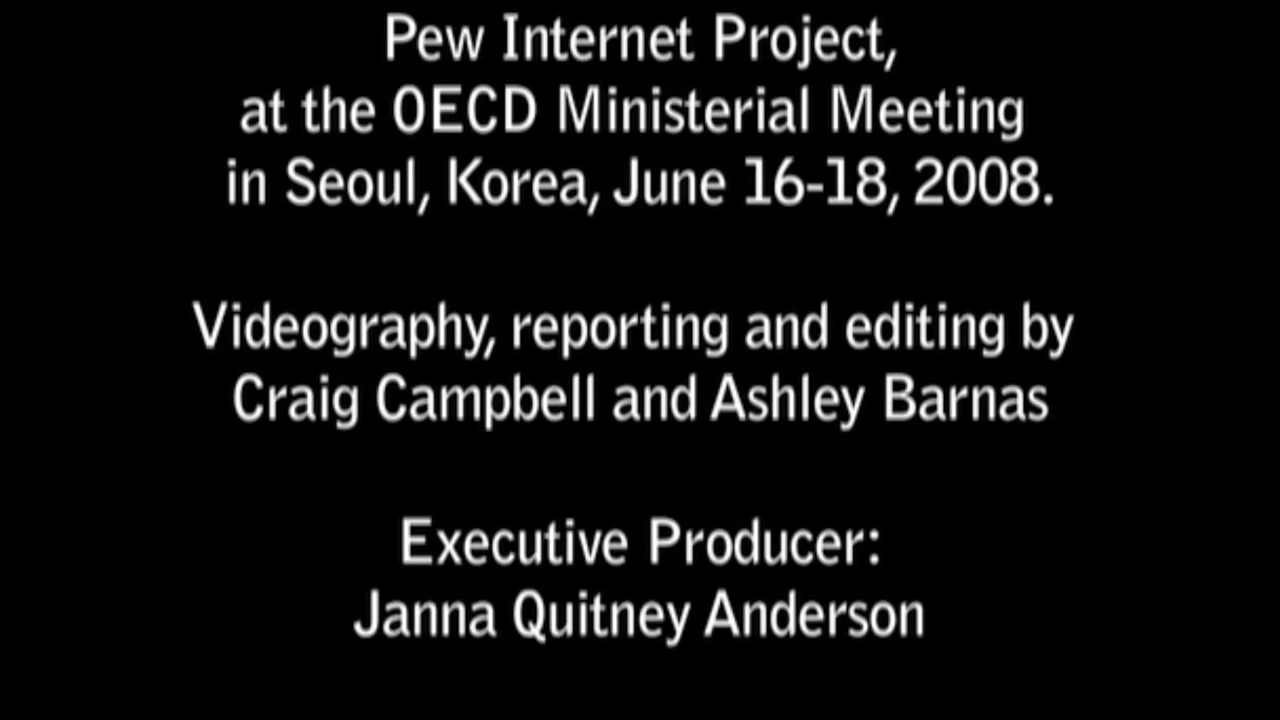 Pew Internet Project,
at the OECD Ministerial Meeting
in Seoul, Korea, June 16-18, 2008.
Videography, reporting and editing by
Craig Campbell and Ashley Barnas
Executive Producer:
Janna Quitney Anderson